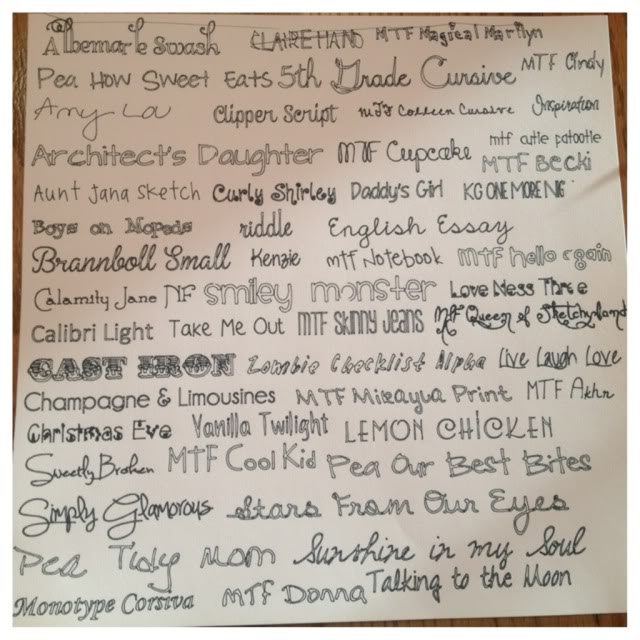 Albemarle Swash CLAIRE HAND MTF Magical Marilyn
Pea How Sweet Eats 5th Grade Cursive MTF Cindy
Amy Lou Clipper Script MTF Colleen Cursive Inspiration
Architect's Daughter MTF Cupcake mtf cutie patootie
MTF Becki
Aunt Jana Sketch Curly Shirley Daddy's Girl KG ONE MORE NIG
Boys on Mopeds riddle English Essay
Brannboll Small Kenzie mtf Notebook mtf hello again
Calamity Jane NF smiley monster Love Ness Three
Calibri Light Take Me Out MTF Skinny Jeans MTF Queen of Sketchyland
CAST IRON Zombie Checklist Alpha Live Laugh Love
Champagne & Limousines MTF Mikayla Print MTF Akhr
Christmas Eve Vanilla Twilight LEMON CHICKEN
Sweetly Broken MTF Cool Kid Pea Our Best Bites
Simply Glamorous Stars From Our Eyes
Pea Tidy Mom Sunshine in my Soul
Monotype Corsiva MTF Donna Talking to the Moon